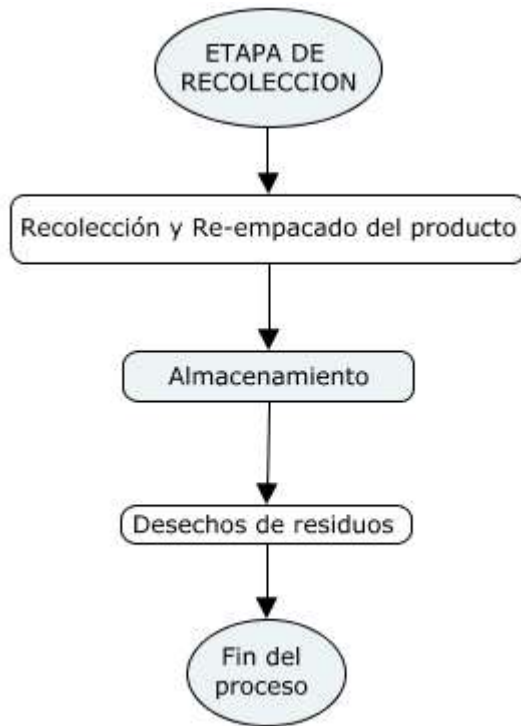 ETAPA DE
RECOLECCION
Recolección y Re-empacado del producto
Almacenamiento
Desechos de residuos
Fin del
proceso